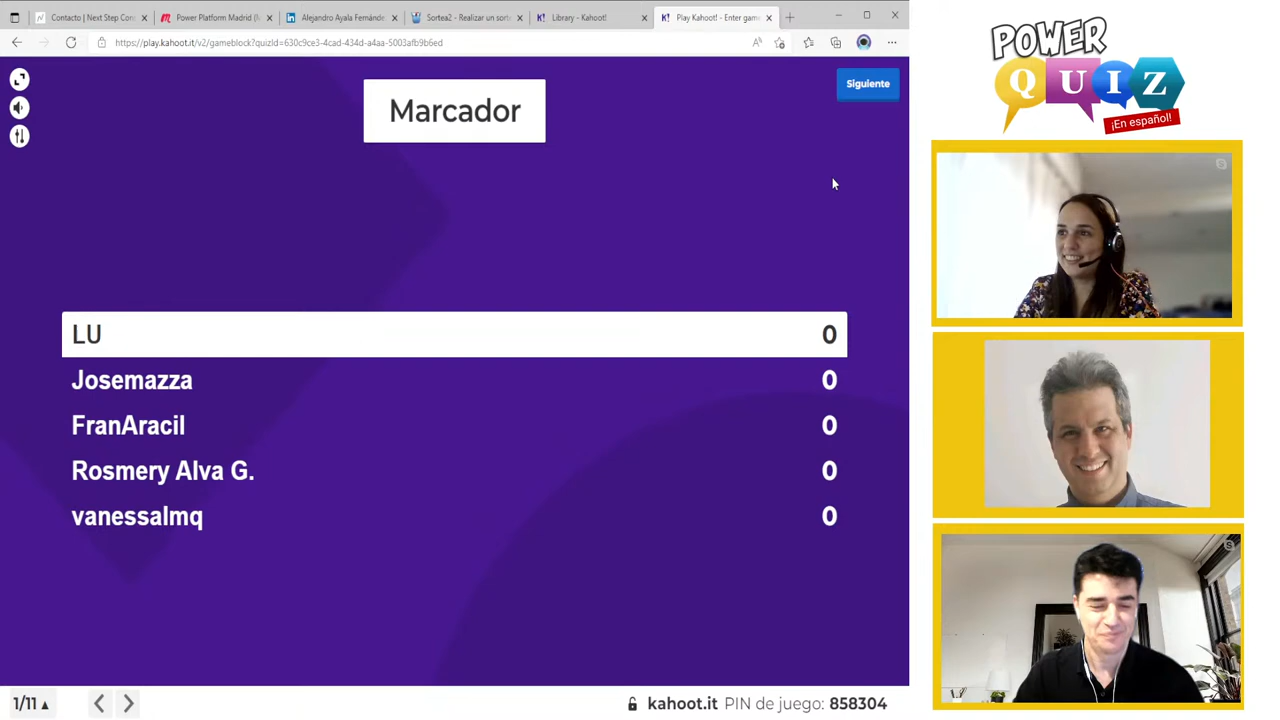 Contacto | Next Step Con
Power Platform Madrid (M
Alejandro Ayala Fernánde
Sortea2 - Realizar un sorte
Library - Kahoot!
Play Kahoot! - Enter game
https://play.kahoot.it/v2/gameblock?quizId=630c9ce3-4cad-434d-a4aa-5003afb9b6ed
Marcador
Siguiente
LU 0
Josemazza 0
FranAracil 0
Rosmery Alva G. 0
vanessalmq 0
1/11
kahoot.it PIN de juego: 858304
POWER
QUIZ
¡En español!